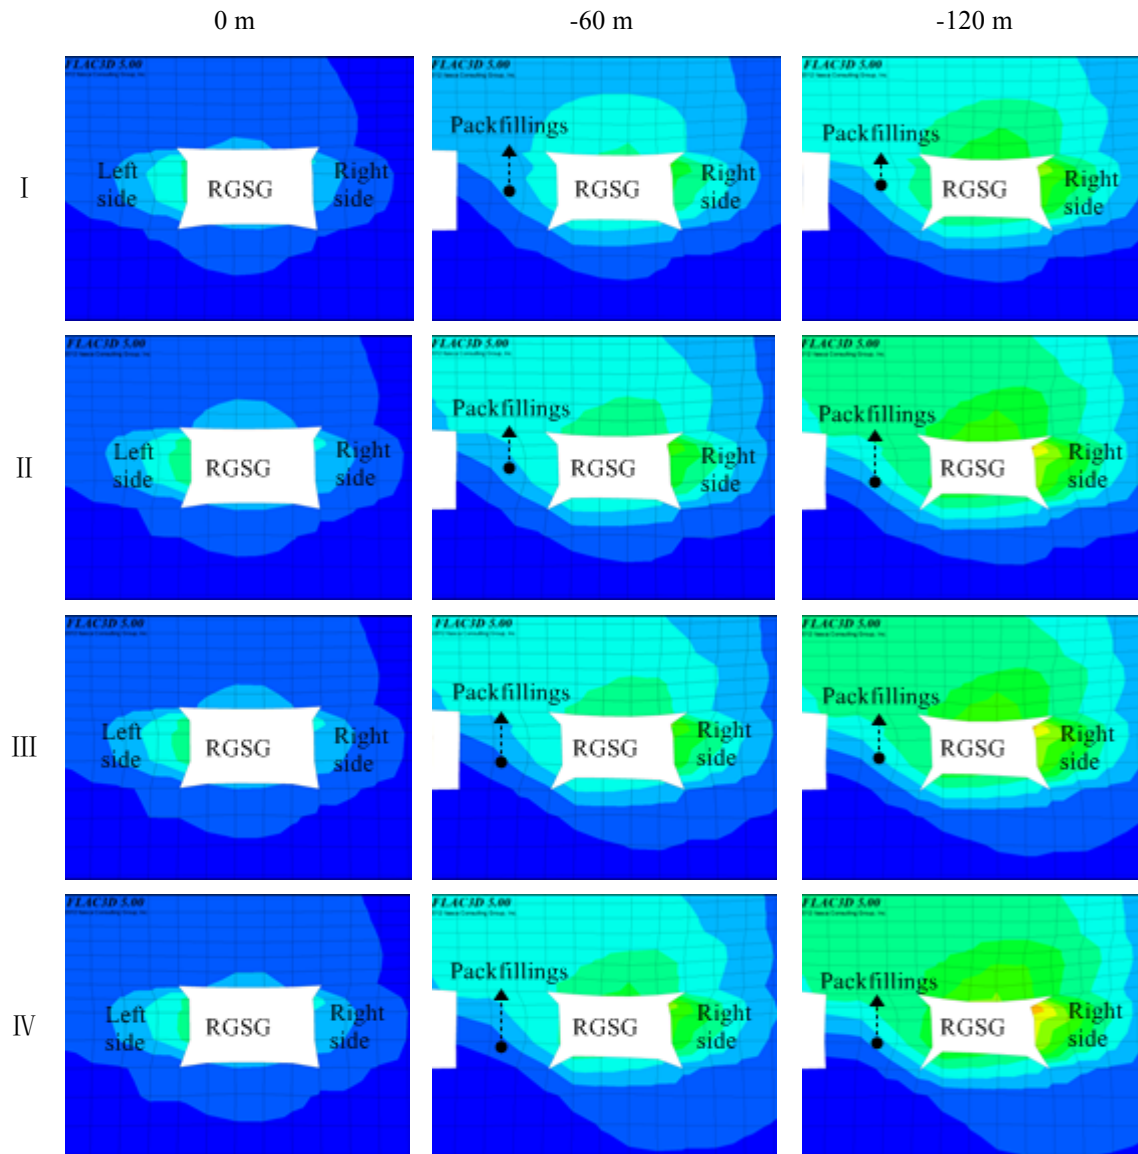 0 m
-60 m
-120 m
I
FLAC3D 5.00
Left
side
RGSG
Right
side
FLAC3D 5.00
Packfillings
RGSG
Right
side
FLAC3D 5.00
Packfillings
RGSG
Right
side
II
FLAC3D 5.00
Left
side
RGSG
Right
side
FLAC3D 5.00
Packfillings
RGSG
Right
side
FLAC3D 5.00
Packfillings
RGSG
Right
side
III
FLAC3D 5.00
Left
side
RGSG
Right
side
FLAC3D 5.00
Packfillings
RGSG
Right
side
FLAC3D 5.00
Packfillings
RGSG
Right
side
IV
FLAC3D 5.00
Left
side
RGSG
Right
side
FLAC3D 5.00
Packfillings
RGSG
Right
side
FLAC3D 5.00
Packfillings
RGSG
Right
side